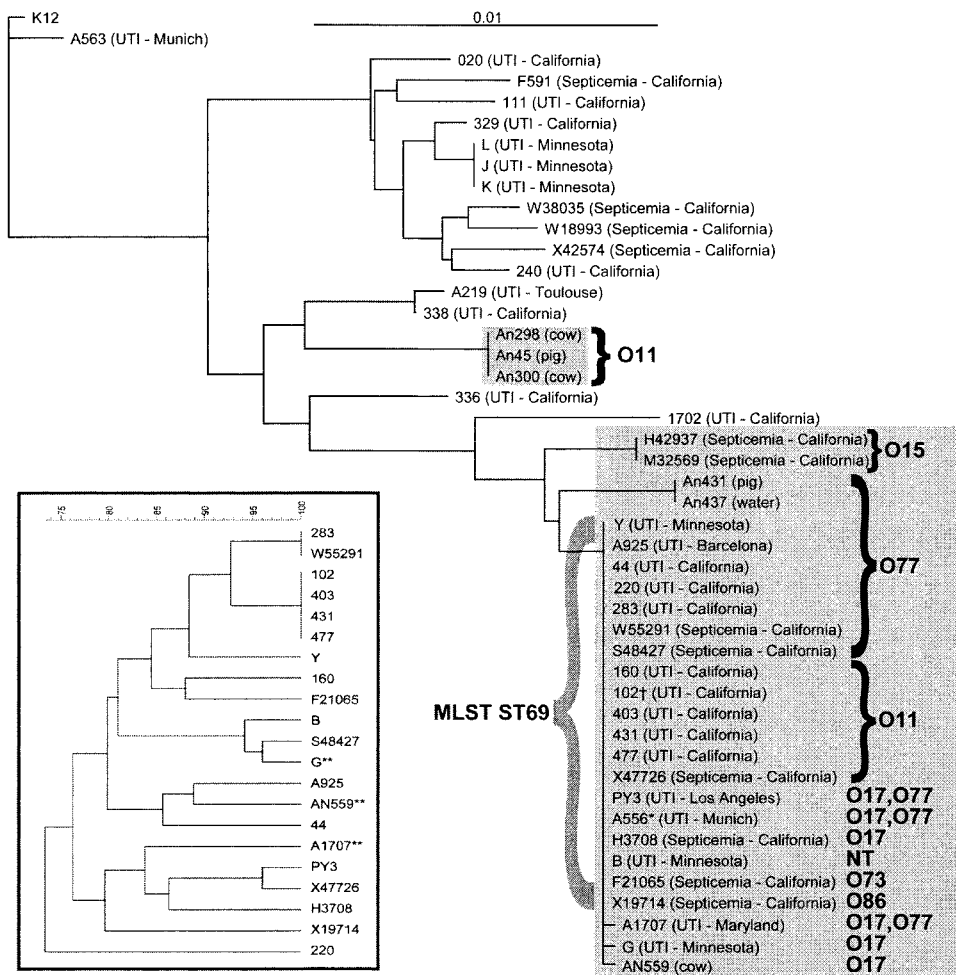 K12
0.01
A563 (UTI - Munich)
020 (UTI - California)
F591 (Septicemia - California)
111 (UTI - California)
329 (UTI - California)
L (UTI - Minnesota)
J (UTI - Minnesota)
K (UTI - Minnesota)
W38035 (Septicemia - California)
W18993 (Septicemia - California)
X42574 (Septicemia - California)
240 (UTI - California)
A219 (UTI - Toulouse)
338 (UTI - California)
An298 (cow)
An45 (pig) O11
An300 (cow)
336 (UTI - California)
1702 (UTI - California)
H42937 (Septicemia - California)
O15
M32569 (Septicemia - California)
An431 (pig)
An437 (water)
Y (UTI - Minnesota)
A925 (UTI - Barcelona)
44 (UTI - California) O77
220 (UTI - California)
283 (UTI - California)
W55291 (Septicemia - California)
S48427 (Septicemia - California)
160 (UTI - California)
102† (UTI - California)
MLST ST69
403 (UTI - California) O11
431 (UTI - California)
477 (UTI - California)
X47726 (Septicemia - California)
PY3 (UTI - Los Angeles) O17,O77
A556* (UTI - Munich) O17,O77
H3708 (Septicemia - California) O17
B (UTI - Minnesota) NT
F21065 (Septicemia - California) O73
X19714 (Septicemia - California) O86
A1707 (UTI - Maryland) O17,O77
G (UTI - Minnesota) O17
AN559 (cow) O17
75 80 85 90 95 100
283
W55291
102
403
431
477
Y
160
F21065
B
S48427
G**
A925
AN559**
44
A1707**
PY3
X47726
H3708
X19714
220